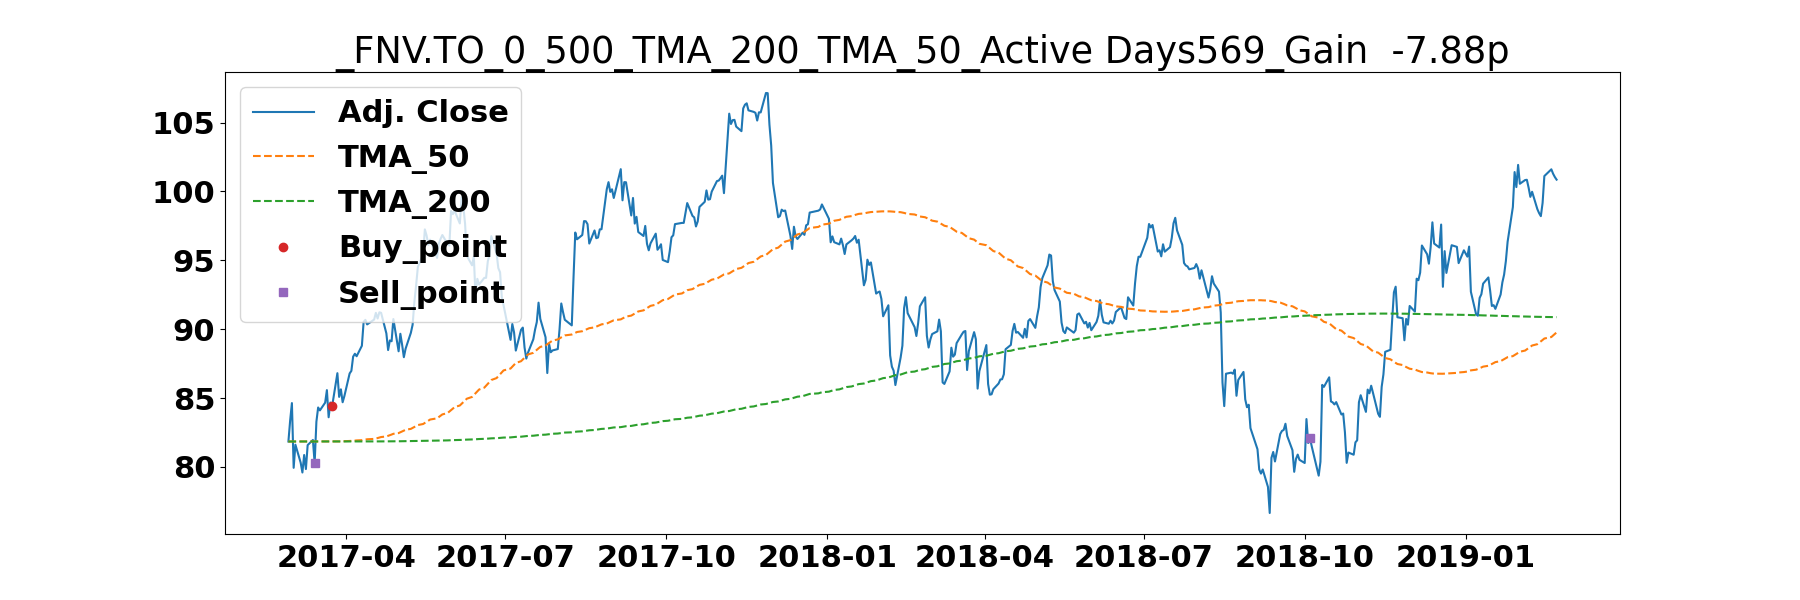 _FNV.TO_0_500_TMA_200_TMA_50_Active Days569_Gain  -7.88p
Adj. Close
TMA_50
TMA_200
Buy_point
Sell_point
105
100
95
90
85
80
2017-04 2017-07 2017-10 2018-01 2018-04 2018-07 2018-10 2019-01